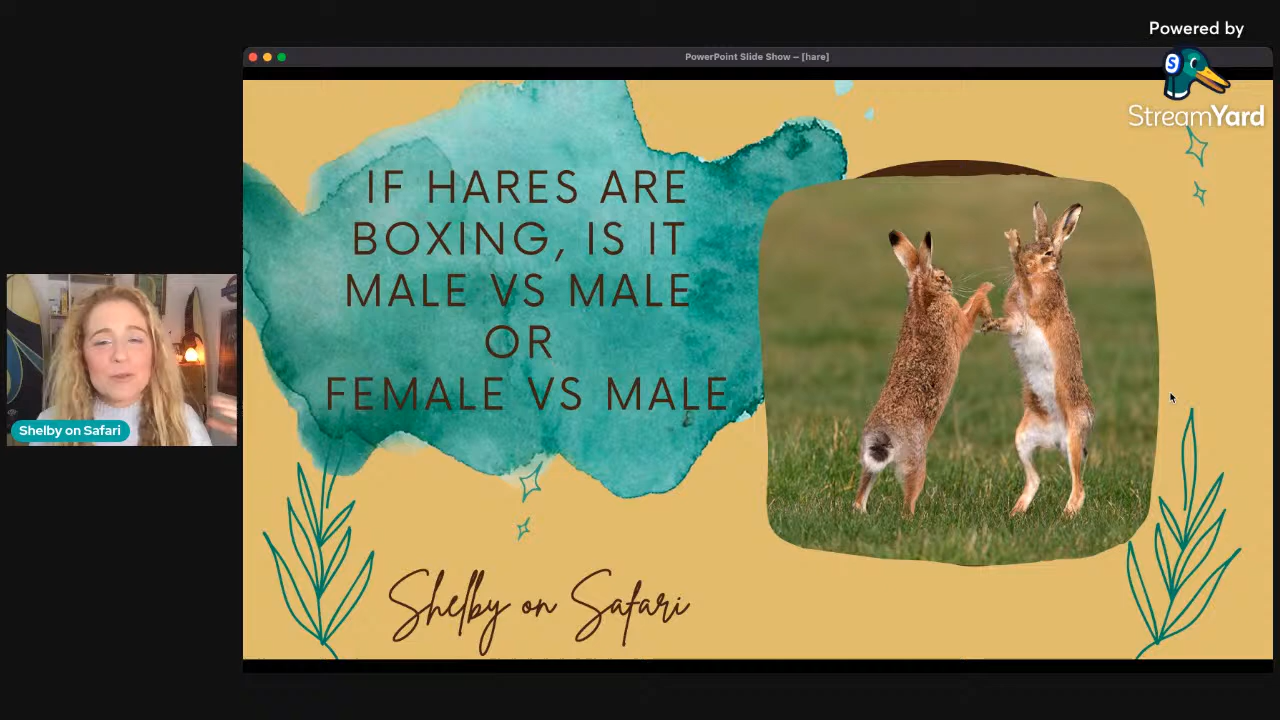 Powered by
StreamYard
PowerPoint Slide Show – [hare]
IF HARES ARE
BOXING, IS IT
MALE VS MALE
OR
FEMALE VS MALE
Shelby on Safari
Shelby on Safari